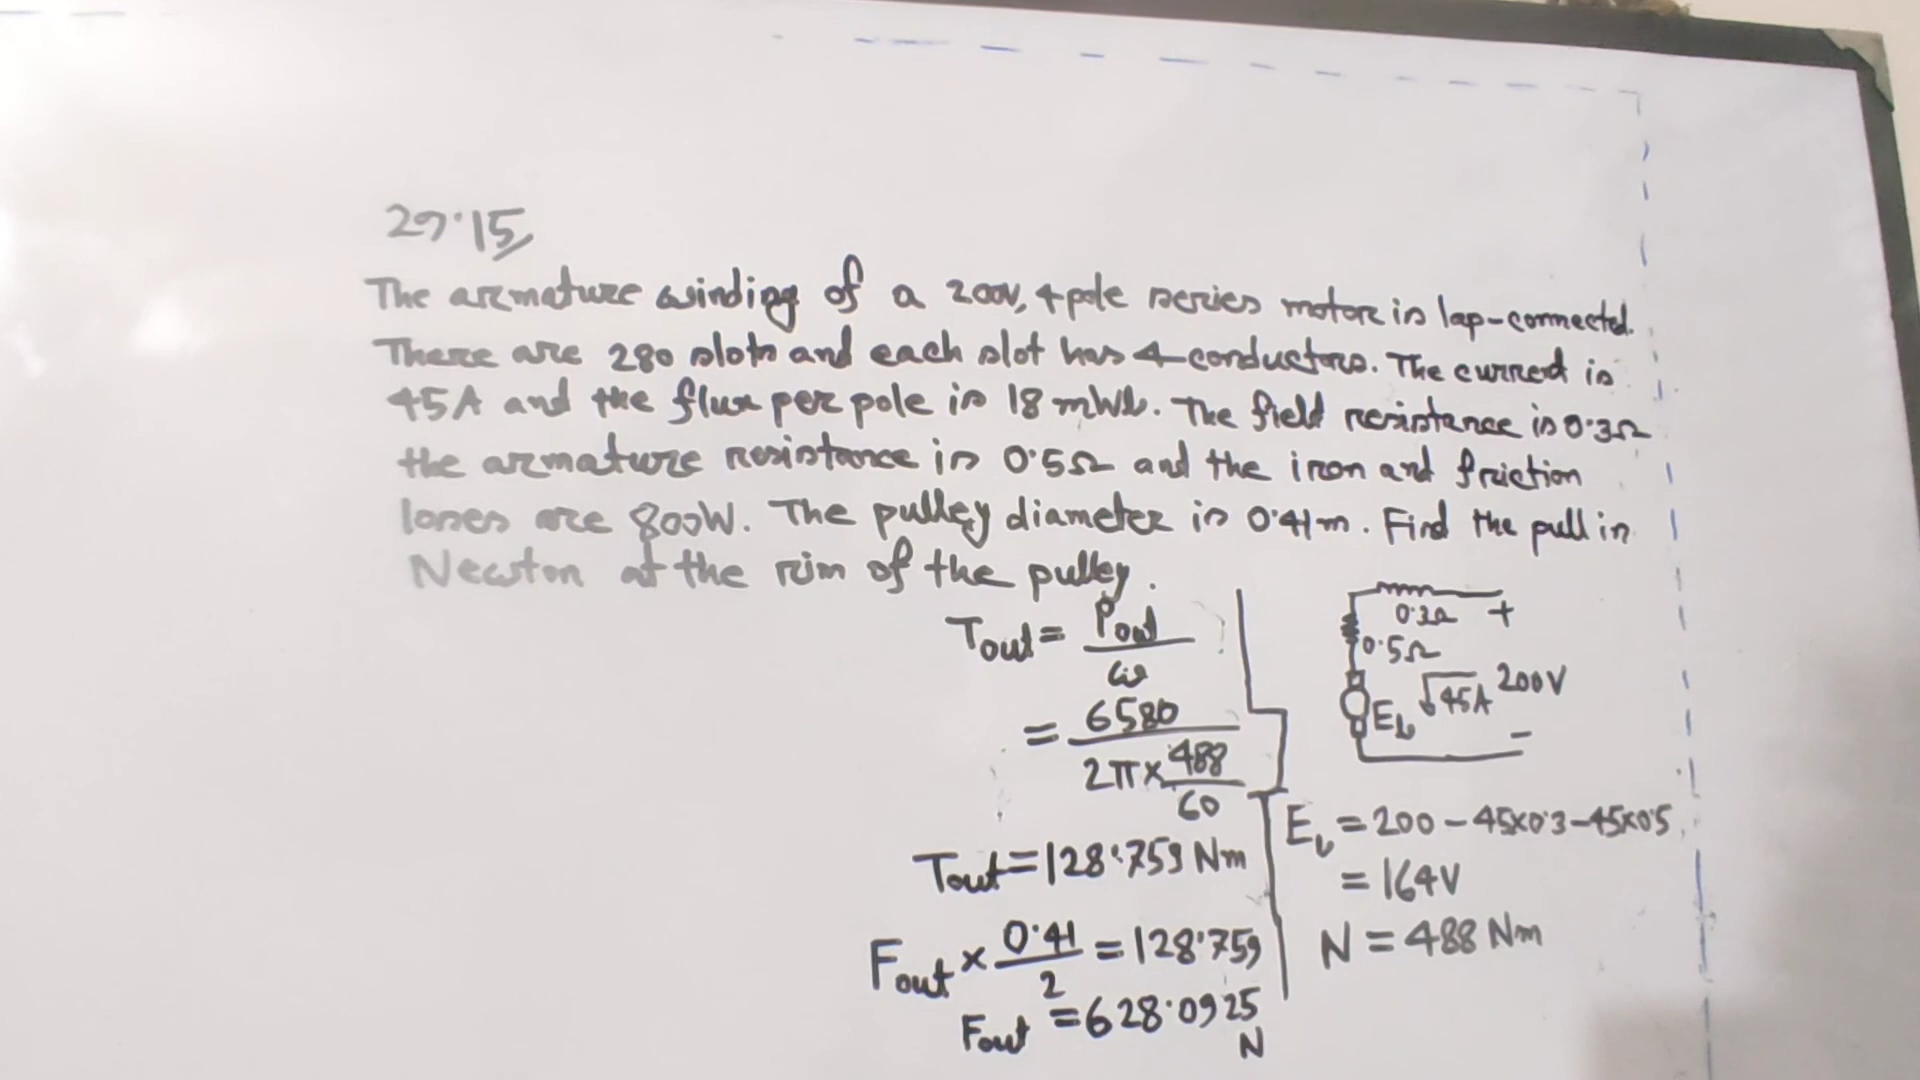 29.15
The armature winding of a 200V, 4 pole series motor is lap-connected.
There are 280 slots and each slot has 4 conductors. The current is
45A and the flux per pole is 18 mWb. The field resistance is 0.3Ω
the armature resistance is 0.5Ω and the iron and friction
losses are 800W. The pulley diameter is 0.41m. Find the pull in
Newton at the rim of the pulley.
Tout = Pout / ω
= 6580 / 2π × 488/60
Tout = 128.759 Nm
Fout × 0.41/2 = 128.759
Fout = 628.0925 N
0.3Ω +
0.5Ω
Eb 45A 200V
−
Eb = 200 − 45×0.3 − 45×0.5
= 164V
N = 488 Nm